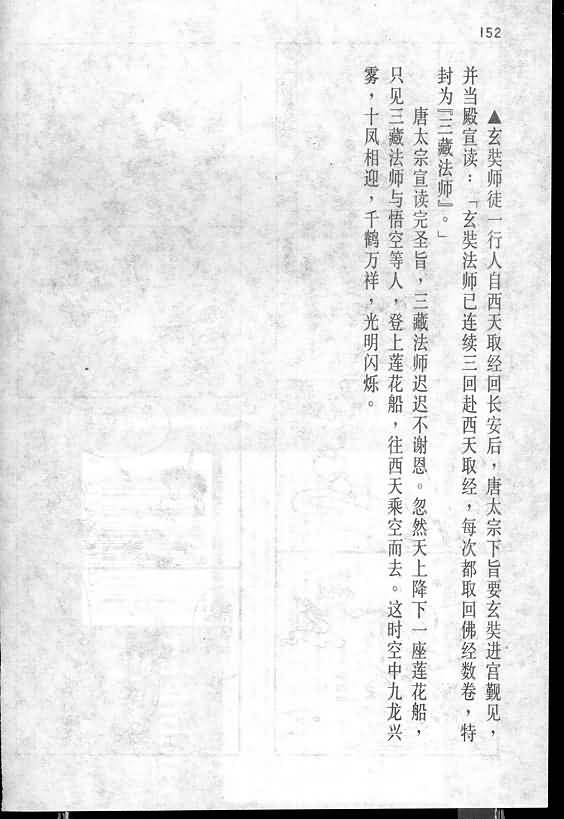 152
▲玄奘师徒一行人自西天取经回长安后，唐太宗下旨要玄奘进宫觐见，
并当殿宣读：「玄奘法师已连续三回赴西天取经，每次都取回佛经数卷，特
封为『三藏法师』。」
唐太宗宣读完圣旨，三藏法师迟迟不谢恩。忽然天上降下一座莲花船，
只见三藏法师与悟空等人，登上莲花船，往西天乘空而去。这时空中九龙兴
雾，十凤相迎，千鹤万样，光明闪烁。